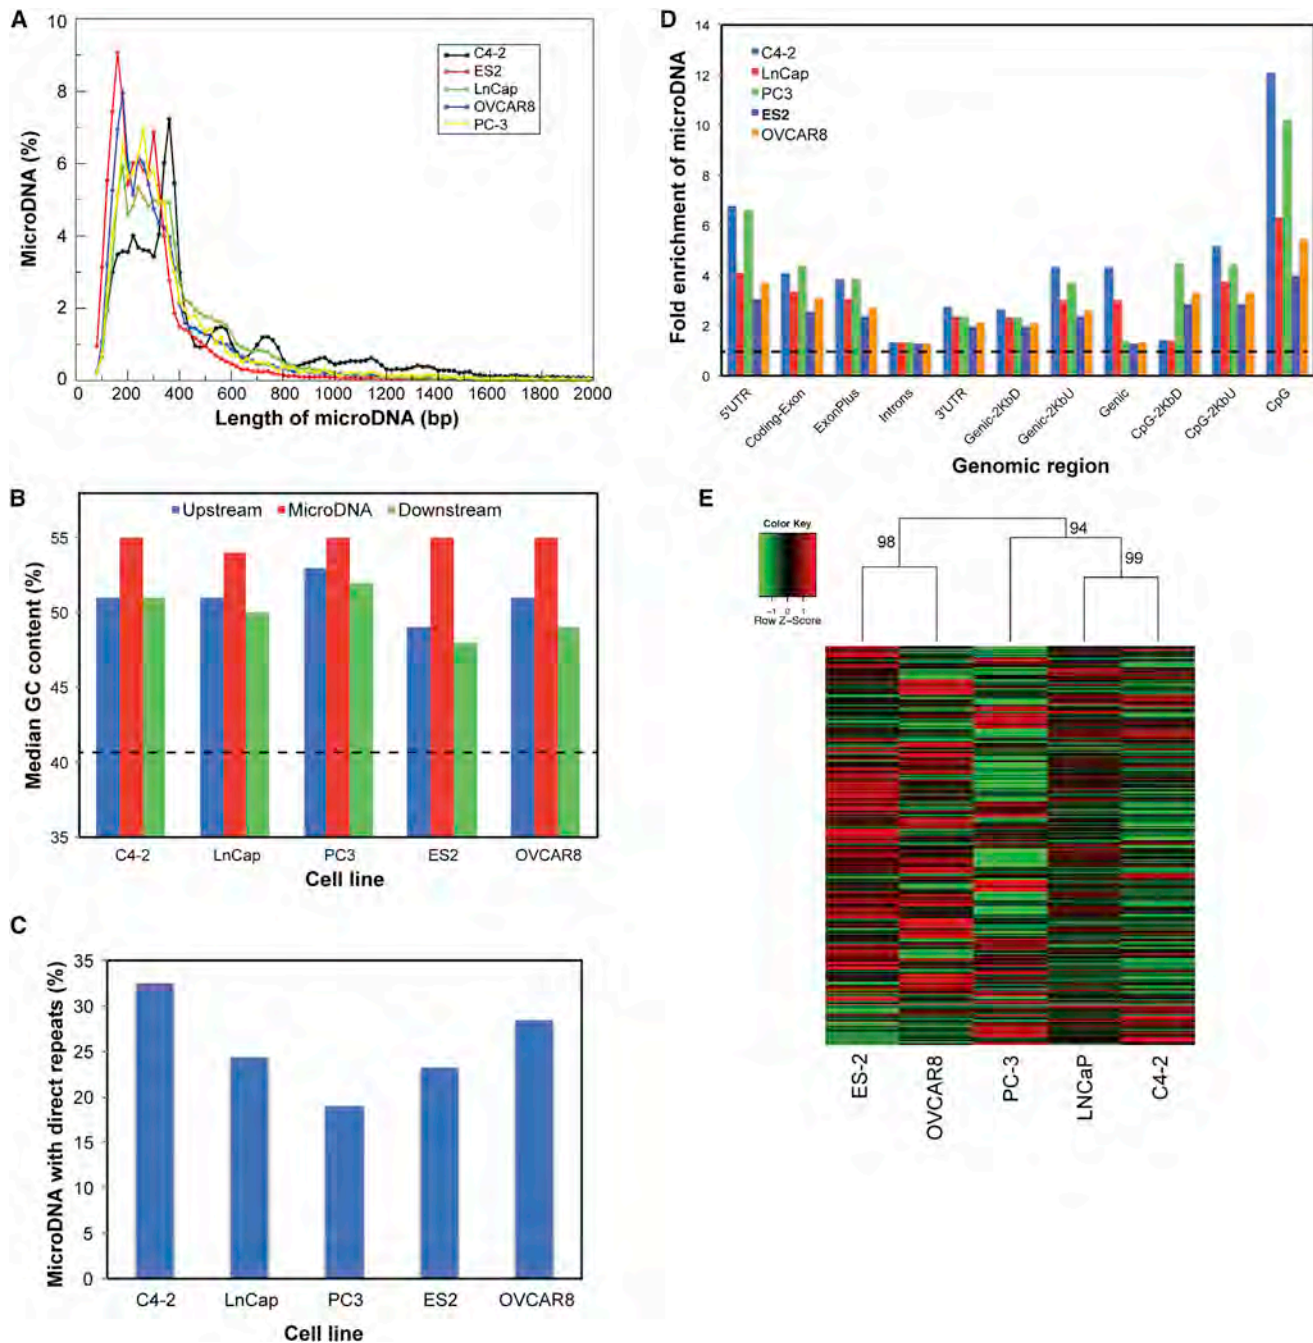 A
MicroDNA (%)
10
8
6
4
2
0
0 200 400 600 800 1000 1200 1400 1600 1800 2000
Length of microDNA (bp)
C4-2
ES2
LnCap
OVCAR8
PC-3
B
Median GC content (%)
Upstream MicroDNA Downstream
55
50
45
40
35
C4-2 LnCap PC3 ES2 OVCAR8
Cell line
C
MicroDNA with direct repeats (%)
35
30
25
20
15
10
5
0
C4-2 LnCap PC3 ES2 OVCAR8
Cell line
D
Fold enrichment of microDNA
14
12
10
8
6
4
2
0
C4-2
LnCap
PC3
ES2
OVCAR8
5'UTR Coding-Exon ExonPlus Introns 3'UTR Genic-2KbD Genic-2KbU Genic CpG-2KbD CpG-2KbU CpG
Genomic region
E
Color Key
-1 0 1
Row Z-Score
98
94
99
ES-2 OVCAR8 PC-3 LNCaP C4-2